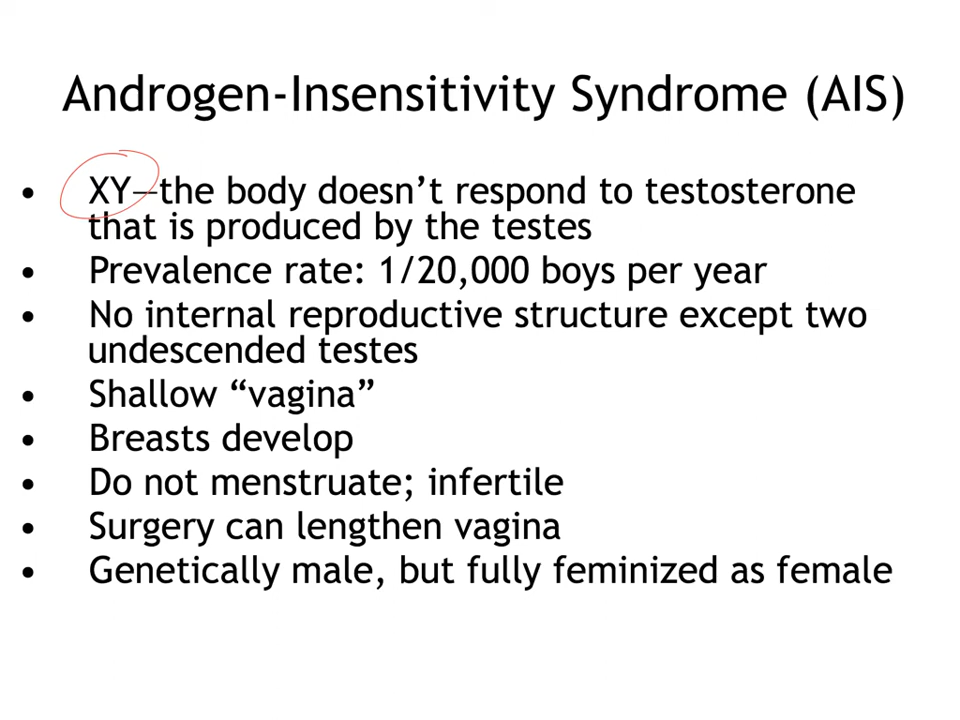 Androgen-Insensitivity Syndrome (AIS)
• XY—the body doesn’t respond to testosterone
that is produced by the testes
• Prevalence rate: 1/20,000 boys per year
• No internal reproductive structure except two
undescended testes
• Shallow “vagina”
• Breasts develop
• Do not menstruate; infertile
• Surgery can lengthen vagina
• Genetically male, but fully feminized as female